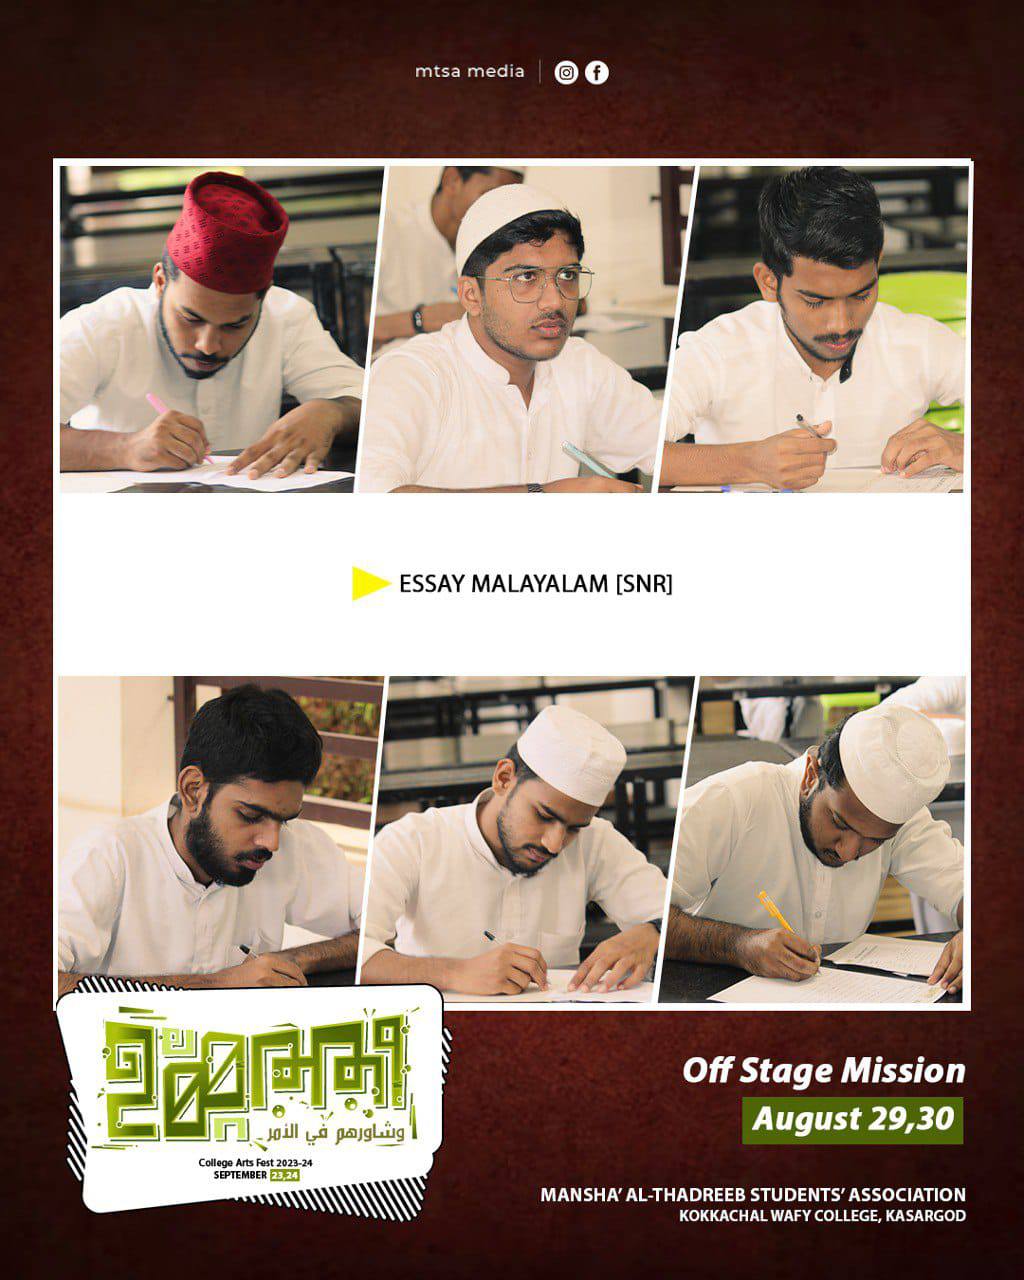 mtsa media
ESSAY MALAYALAM [SNR]
Off Stage Mission
August 29,30
وشاورهم في الأمر
College Arts Fest 2023-24
SEPTEMBER 23,24
MANSHA' AL-THADREEB STUDENTS' ASSOCIATION
KOKKACHAL WAFY COLLEGE, KASARGOD